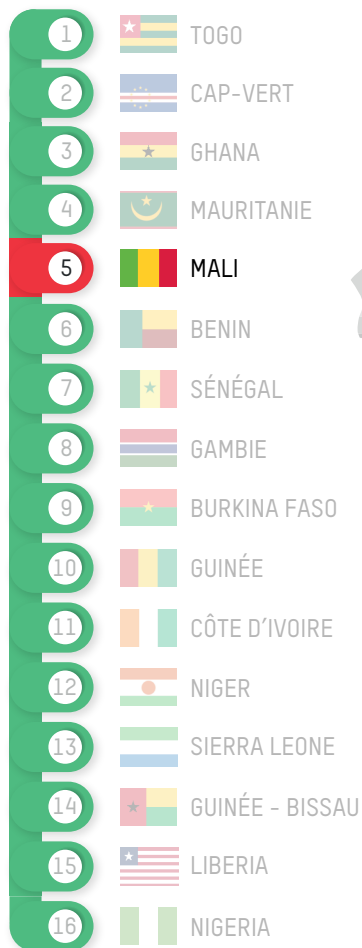 1 TOGO
2 CAP-VERT
3 GHANA
4 MAURITANIE
5 MALI
6 BENIN
7 SÉNÉGAL
8 GAMBIE
9 BURKINA FASO
10 GUINÉE
11 CÔTE D'IVOIRE
12 NIGER
13 SIERRA LEONE
14 GUINÉE - BISSAU
15 LIBERIA
16 NIGERIA